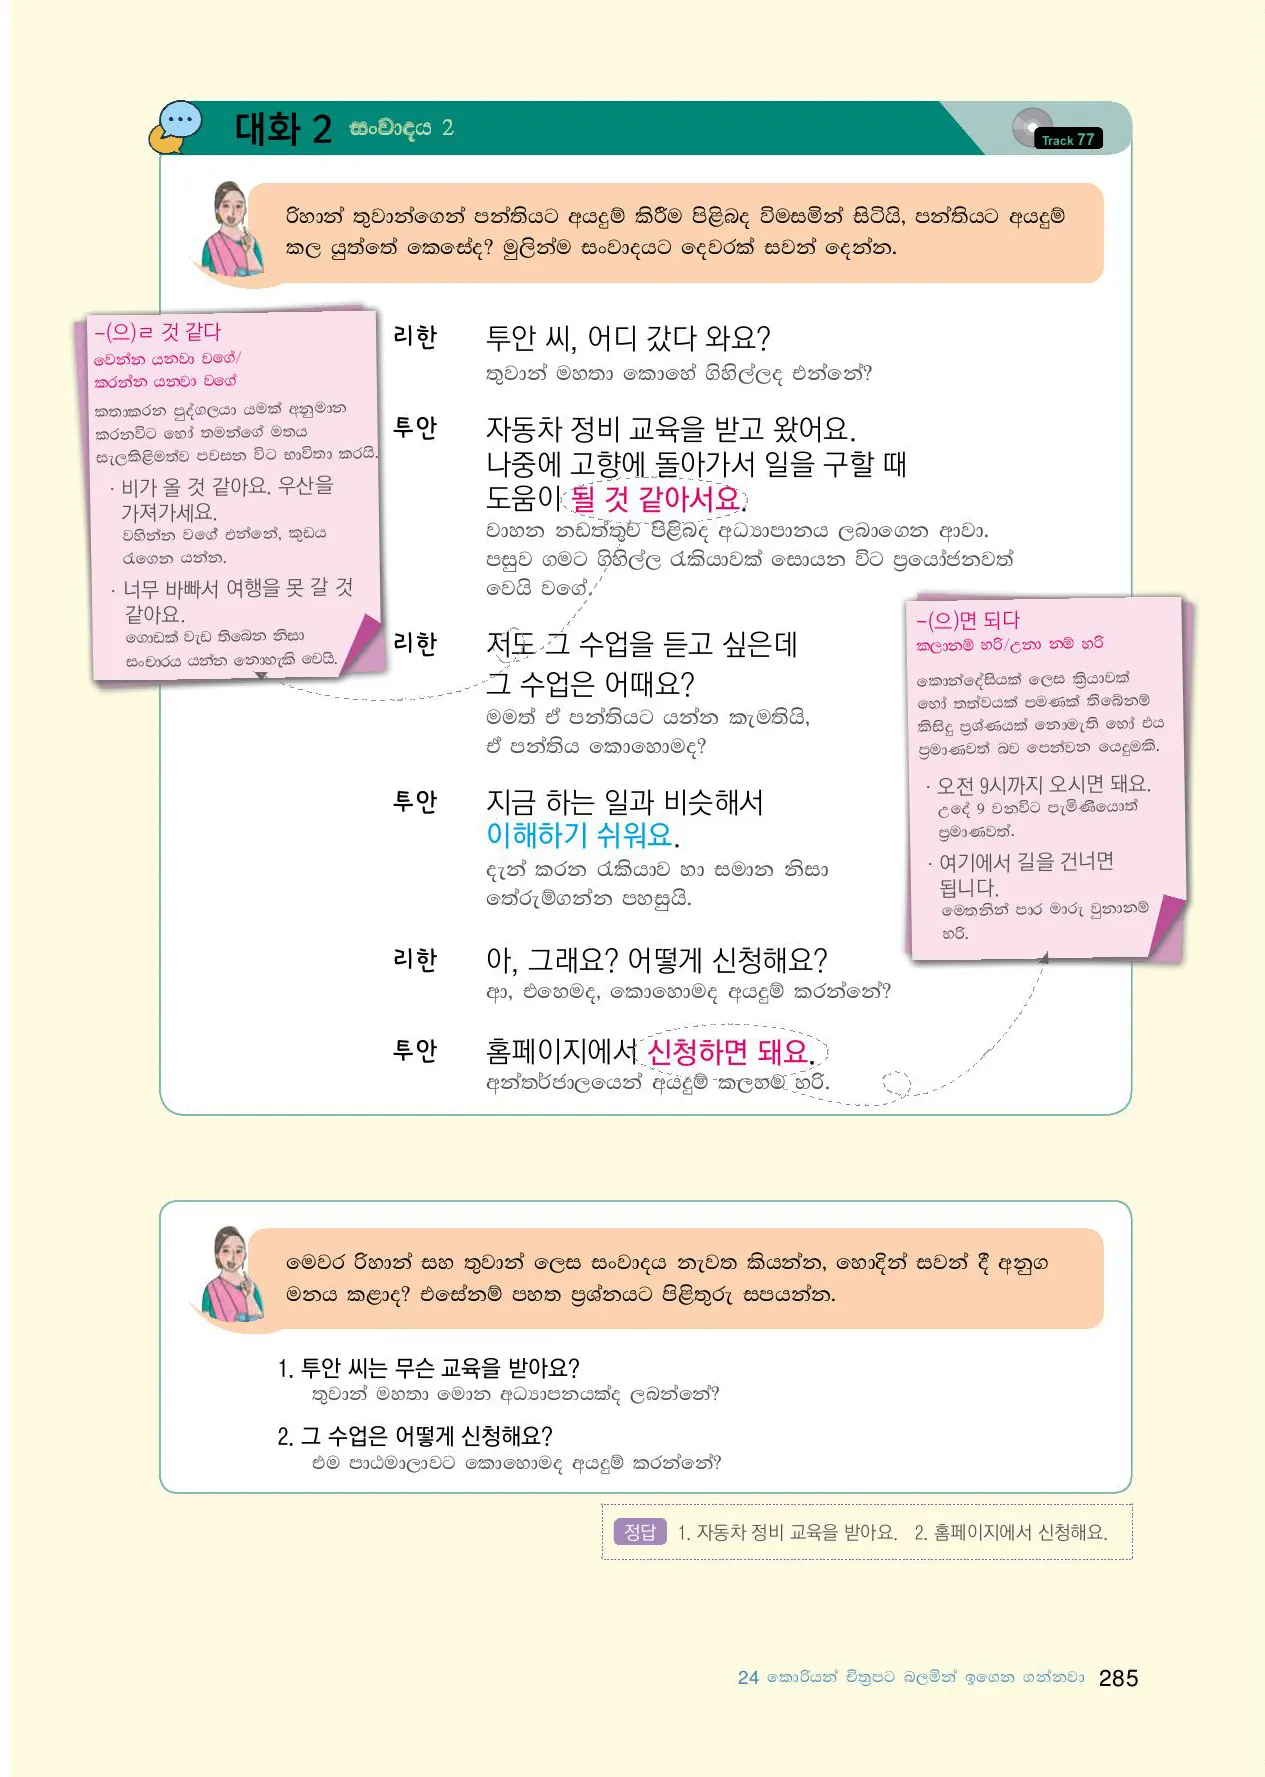 대화 2 සංවාදය 2
Track 77
රිහාන් තුවාන්ගෙන් පන්තියට අයදුම් කිරීම පිළිබද විමසමින් සිටියි, පන්තියට අයදුම්
කල යුත්තේ කෙසේද? මුලින්ම සංවාදයට දෙවරක් සවන් දෙන්න.
-(으)ㄹ 것 같다
වෙන්න යනවා වගේ/
කරන්න යනවා වගේ
කතාකරන පුද්ගලයා යමක් අනුමාන
කරනවිට හෝ තමන්ගේ මතය
සැලකිළිමත්ව පවසන විට භාවිතා කරයි.
· 비가 올 것 같아요. 우산을
가져가세요.
වහින්න වගේ එන්නේ, කුඩය
රැගෙන යන්න.
· 너무 바빠서 여행을 못 갈 것
같아요.
ගොඩක් වැඩ තිබෙන නිසා
සංචාරය යන්න නොහැකි වෙයි.
리한 투안 씨, 어디 갔다 와요?
තුවාන් මහතා කොහේ ගිහිල්ලද එන්නේ?
투안 자동차 정비 교육을 받고 왔어요.
나중에 고향에 돌아가서 일을 구할 때
도움이 될 것 같아서요.
වාහන නඩත්තුව පිළිබද අධ්‍යාපානය ලබාගෙන ආවා.
පසුව ගමට ගිහිල්ල රැකියාවක් සොයන විට ප්‍රයෝජනවත්
වෙයි වගේ.
리한 저도 그 수업을 듣고 싶은데
그 수업은 어때요?
මමත් ඒ පන්තියට යන්න කැමතියි,
ඒ පන්තිය කොහොමද?
투안 지금 하는 일과 비슷해서
이해하기 쉬워요.
දැන් කරන රැකියාව හා සමාන නිසා
තේරුම්ගන්න පහසුයි.
리한 아, 그래요? 어떻게 신청해요?
ආ, එහෙමද, කොහොමද අයදුම් කරන්නේ?
투안 홈페이지에서 신청하면 돼요.
අන්තර්ජාලයෙන් අයදුම් කලහම හරි.
-(으)면 되다
කලානම් හරි/උනා නම් හරි
කොන්දේසියක් ලෙස ක්‍රියාවක්
හෝ තත්වයක් පමණක් තිබේනම්
කිසිදු ප්‍රශ්ණයක් නොමැති හෝ එය
ප්‍රමාණවත් බව පෙන්වන යෙදුමකි.
· 오전 9시까지 오시면 돼요.
උදේ 9 වනවිට පැමිණියොත්
ප්‍රමාණවත්.
· 여기에서 길을 건너면
됩니다.
මෙතනින් පාර මාරු වුනානම්
හරි.
මෙවර රිහාන් සහ තුවාන් ලෙස සංවාදය නැවත කියන්න, හොදින් සවන් දී අනුග
මනය කළාද? එසේනම් පහත ප්‍රශ්නයට පිළිතුරු සපයන්න.
1. 투안 씨는 무슨 교육을 받아요?
තුවාන් මහතා මොන අධ්‍යාපනයක්ද ලබන්නේ?
2. 그 수업은 어떻게 신청해요?
එම පාඨමාලාවට කොහොමද අයදුම් කරන්නේ?
정답 1. 자동차 정비 교육을 받아요. 2. 홈페이지에서 신청해요.
24 කොරියන් චිත්‍රපට බලමින් ඉගෙන ගන්නවා 285